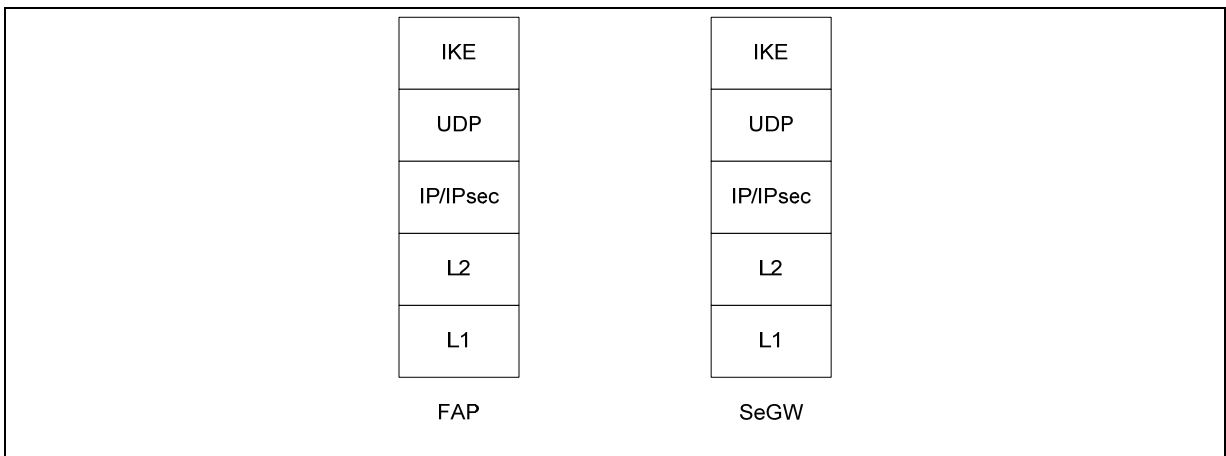 IKE IKE
UDP UDP
IP/IPsec IP/IPsec
L2 L2
L1 L1
FAP SeGW